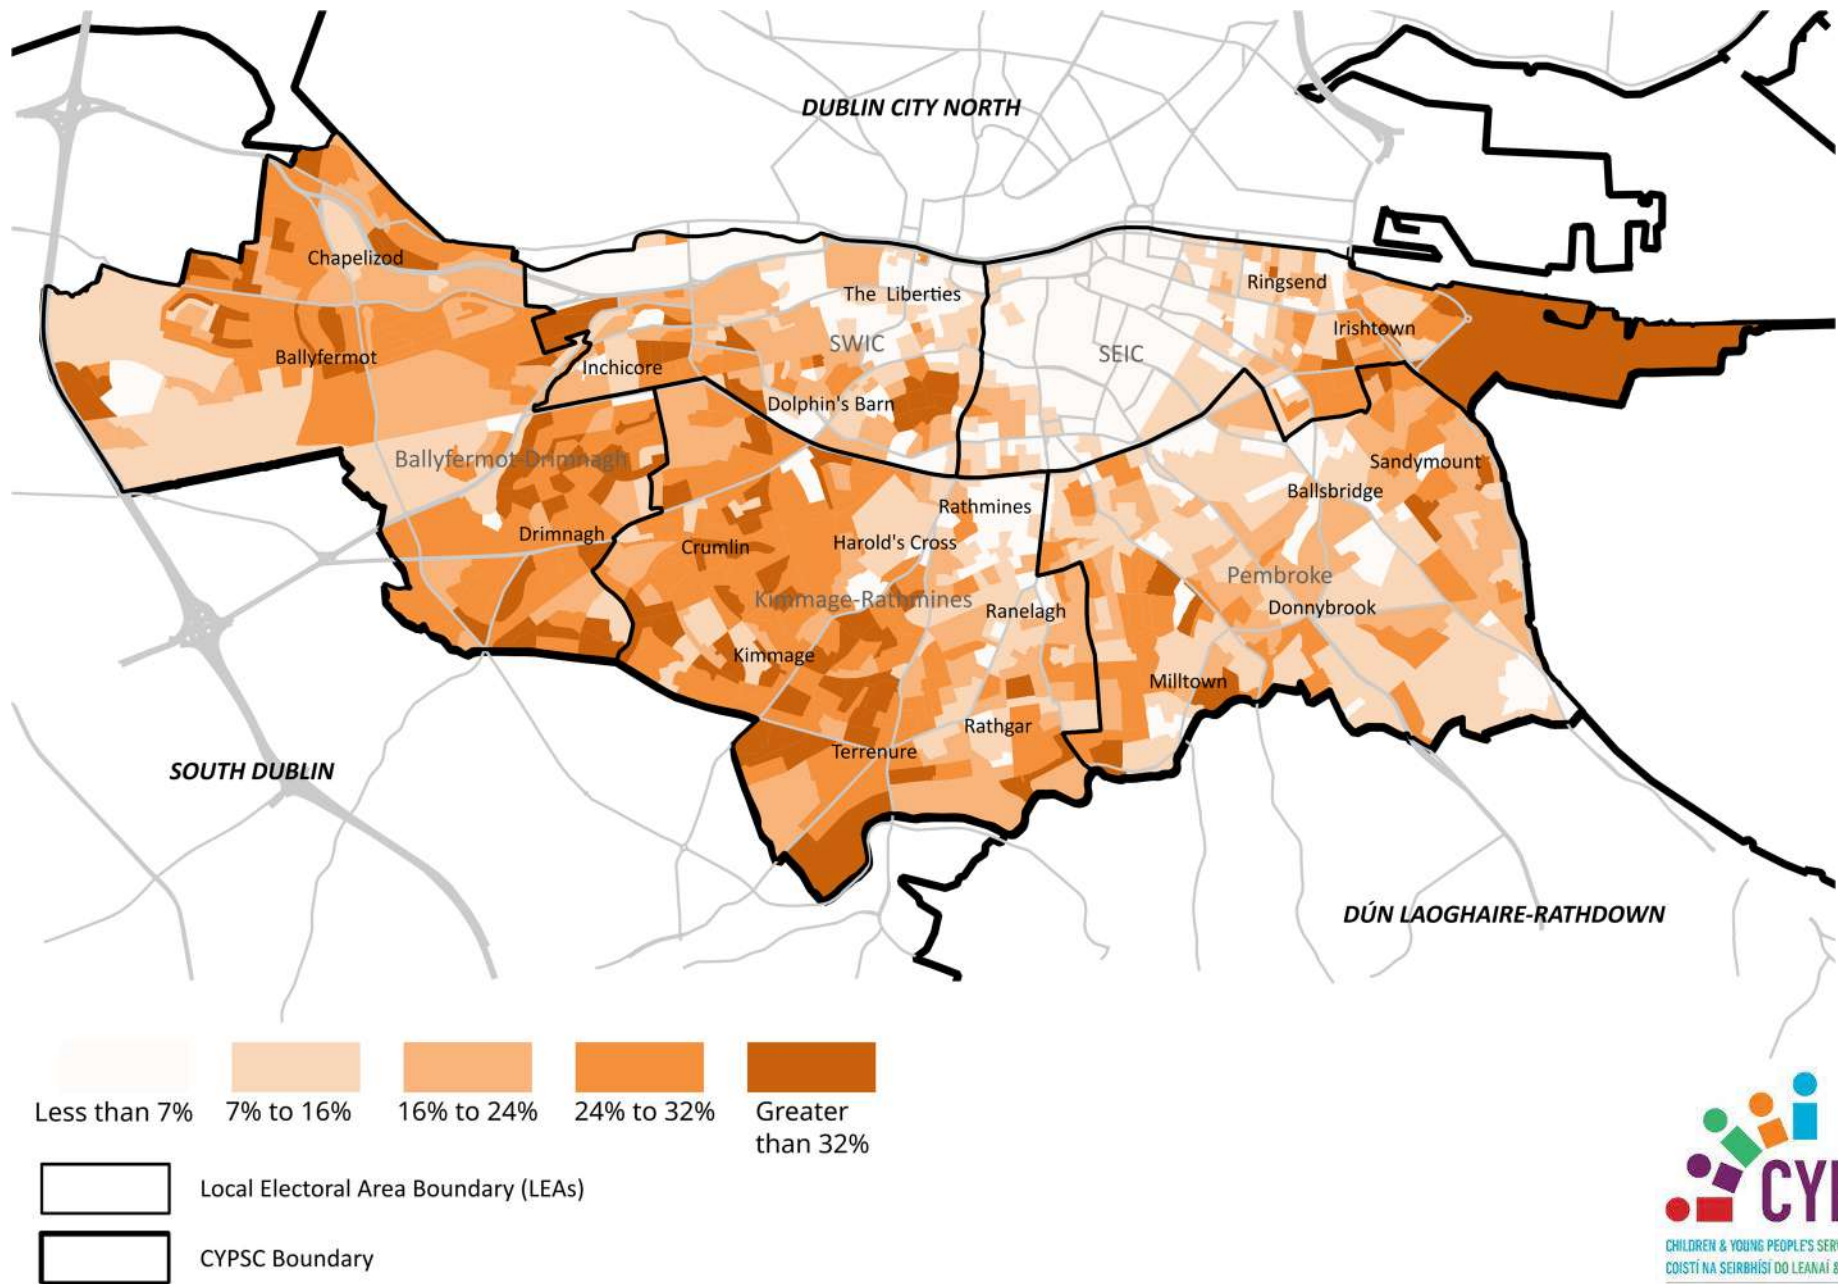 DUBLIN CITY NORTH
Chapelizod
Ringsend
The Liberties
Irishtown
SWIC
SEIC
Ballyfermot
Inchicore
Dolphin's Barn
Ballyfermot-Drimnagh
Sandymount
Ballsbridge
Rathmines
Drimnagh
Crumlin
Harold's Cross
Pembroke
Kimmage-Rathmines
Ranelagh
Donnybrook
Kimmage
Milltown
Rathgar
Terrenure
SOUTH DUBLIN
DÚN LAOGHAIRE-RATHDOWN
Less than 7%
7% to 16%
16% to 24%
24% to 32%
Greater
than 32%
Local Electoral Area Boundary (LEAs)
CYPSC Boundary
CY
CHILDREN & YOUNG PEOPLE'S SER
COISTÍ NA SEIRBHÍSÍ DO LEANAÍ